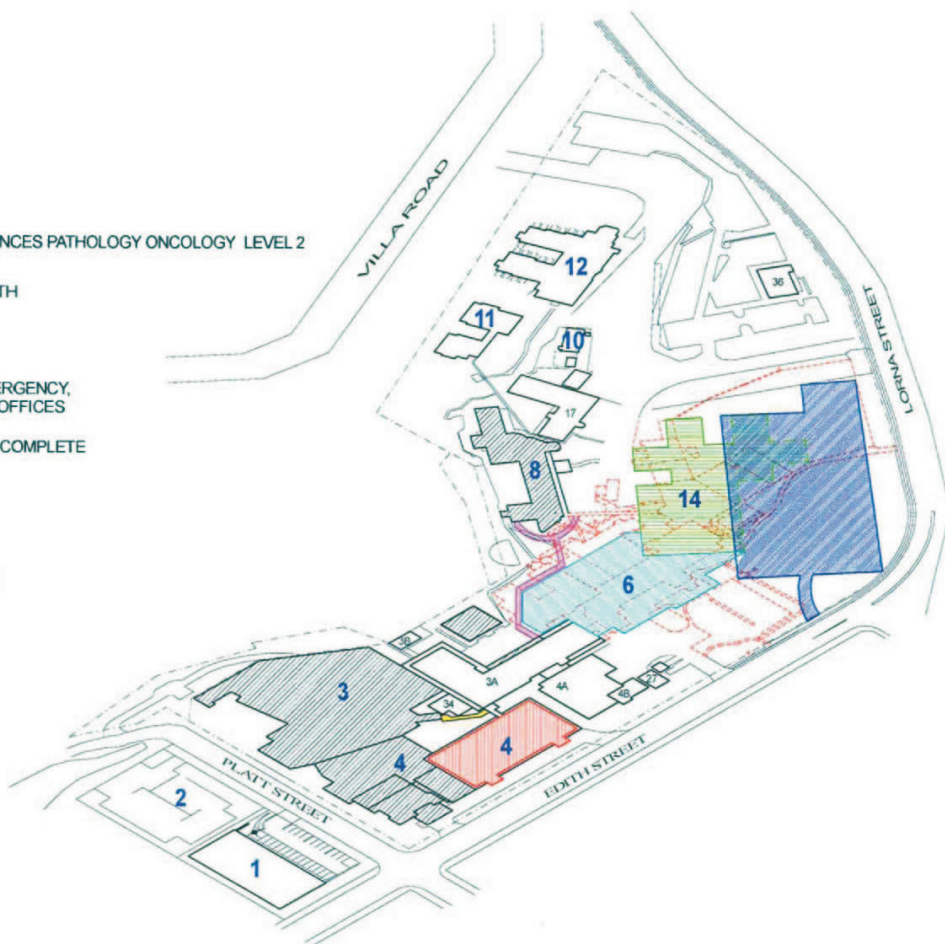 NCES PATHOLOGY ONCOLOGY LEVEL 2
TH
ERGENCY,
OFFICES
COMPLETE
VILLA ROAD
LORNA STREET
12
36
11
10
17
8
14
6
3A
4A
4B
27
3
34
4
4
PLATT STREET
EDITH STREET
2
1